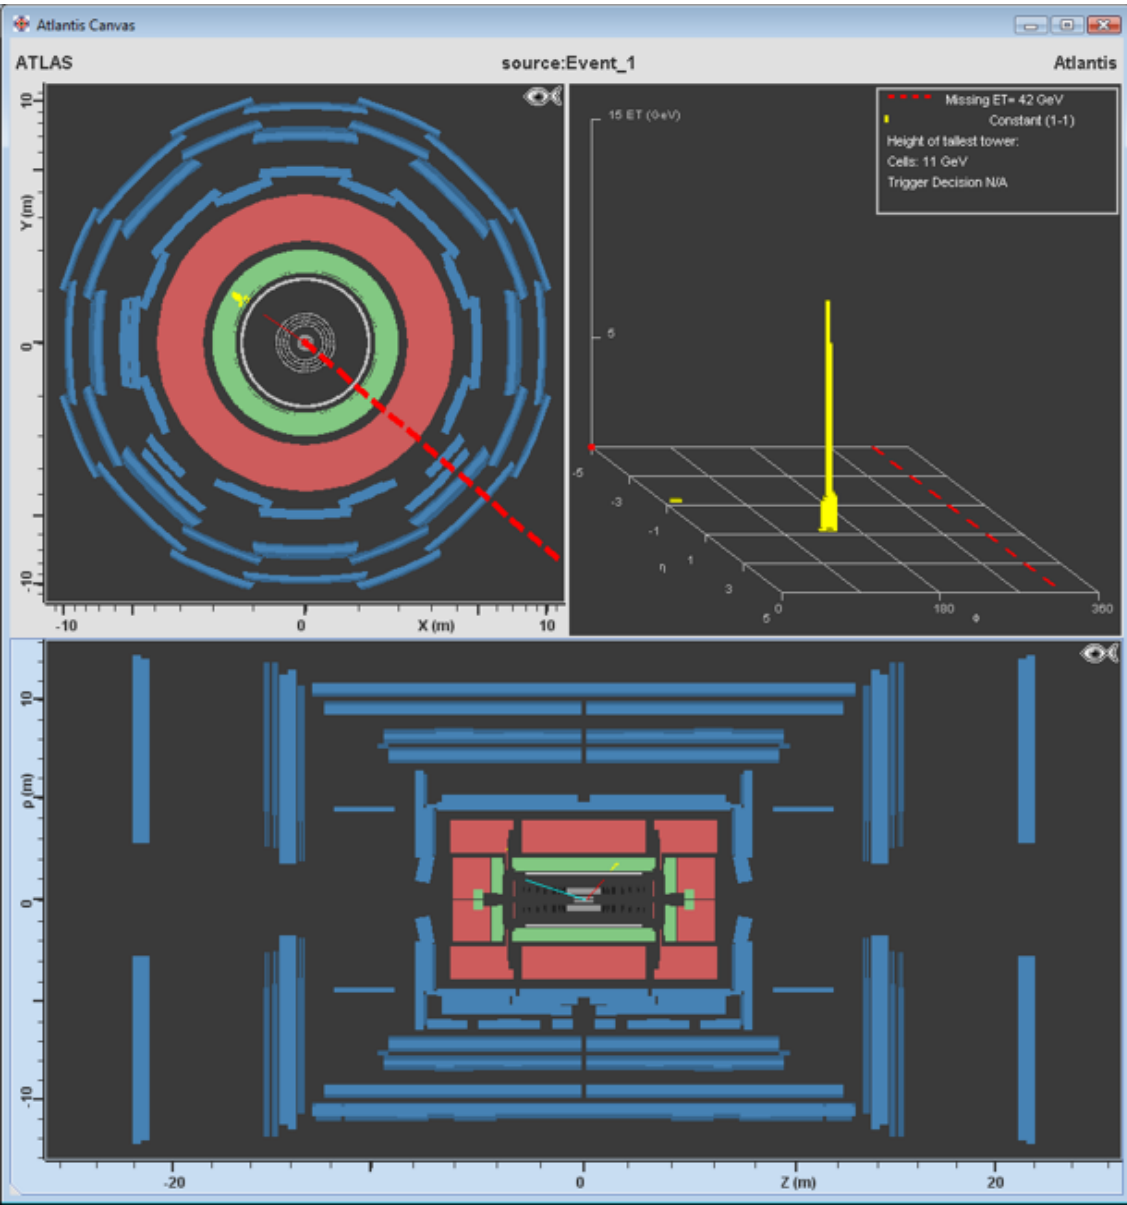 Atlantis Canvas
ATLAS source:Event_1 Atlantis
10
Y (m)
0
-10
-10 0 X (m) 10
15 ET (GeV)
5
Missing ET= 42 GeV
Constant (1-1)
Height of tallest tower:
Cells: 11 GeV
Trigger Decision N/A
-5
-3
-1
η 1
3
5 0 180 Φ 360
10
ρ (m)
0
-10
-20 0 Z (m) 20